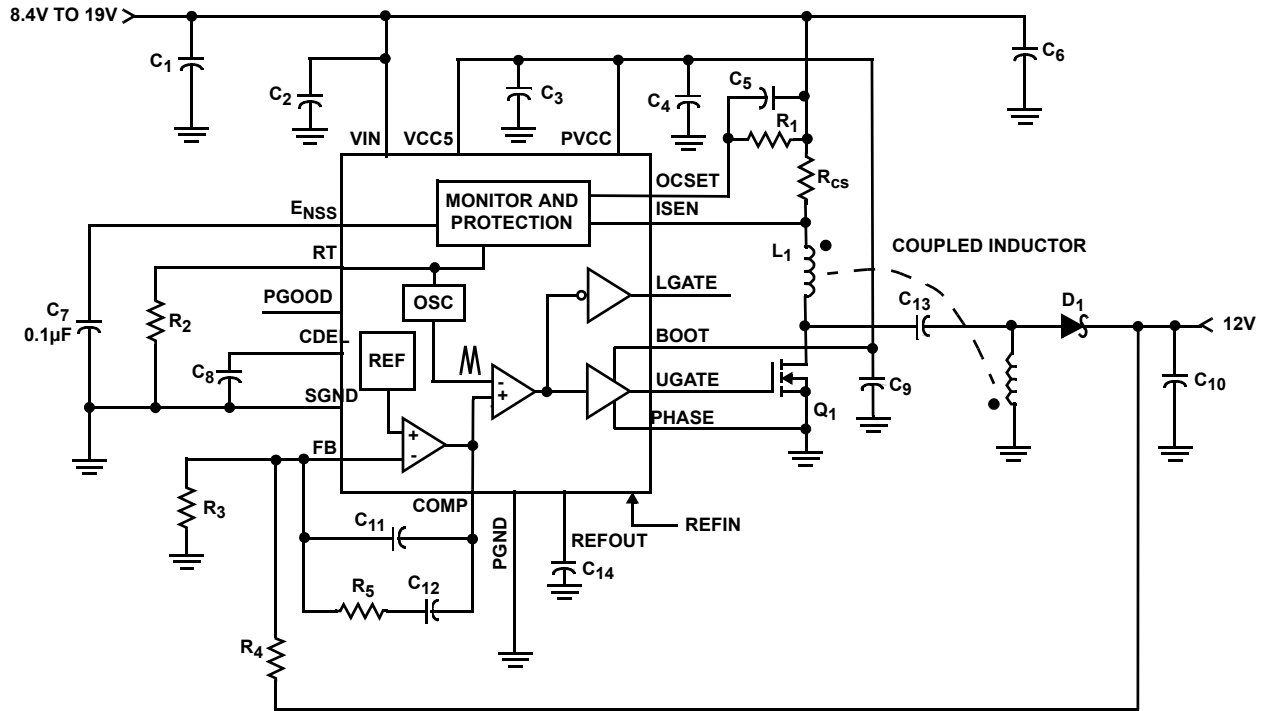 8.4V TO 19V
C1
C2
C3
C4
C5
C6
R1
VIN
VCC5
PVCC
RCS
OCSET
MONITOR AND
PROTECTION
ENSS
ISEN
RT
L1
COUPLED INDUCTOR
PGOOD
OSC
LGATE
C13
D1
C7
0.1µF
R2
12V
CDEL
REF
BOOT
C8
UGATE
C9
C10
SGND
-
+
Q1
PHASE
FB
+
-
R3
COMP
C11
PGND
REFIN
REFOUT
C14
R5
C12
R4